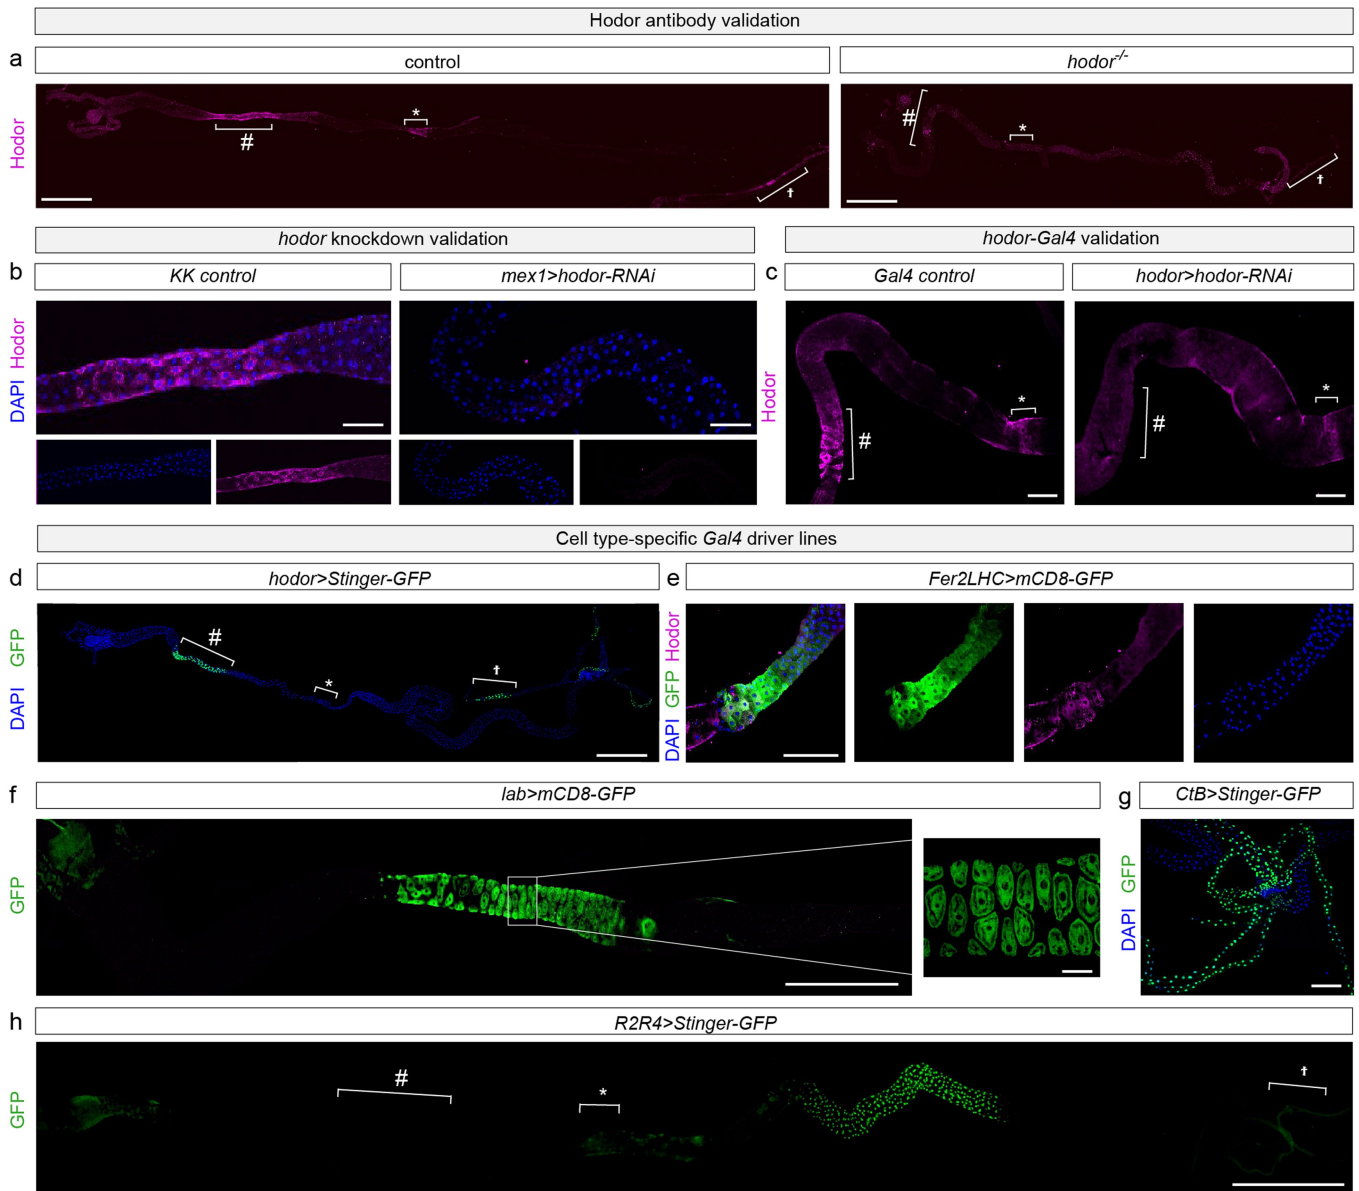 Hodor antibody validation
a
control
hodor-/-
Hodor
#
*
†
#
*
†
hodor knockdown validation
hodor-Gal4 validation
b
KK control
mex1>hodor-RNAi
c
Gal4 control
hodor>hodor-RNAi
DAPI Hodor
Hodor
#
*
#
*
Cell type-specific Gal4 driver lines
d
hodor>Stinger-GFP
e
Fer2LHC>mCD8-GFP
DAPI GFP
#
*
†
DAPI GFP Hodor
f
lab>mCD8-GFP
g
CtB>Stinger-GFP
GFP
DAPI GFP
h
R2R4>Stinger-GFP
GFP
#
*
†